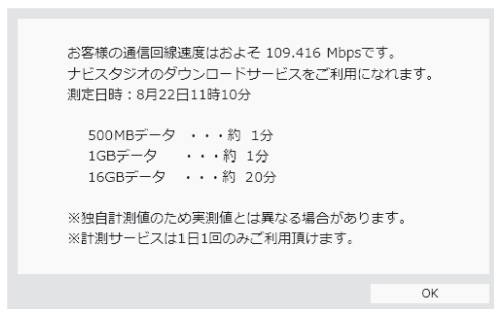 お客様の通信回線速度はおよそ 109.416 Mbpsです。
ナビスタジオのダウンロードサービスをご利用になれます。
測定日時：8月22日11時10分
500MBデータ ・・・約 1分
1GBデータ ・・・約 1分
16GBデータ ・・・約 20分
※独自計測値のため実測値とは異なる場合があります。
※計測サービスは1日1回のみご利用頂けます。
OK